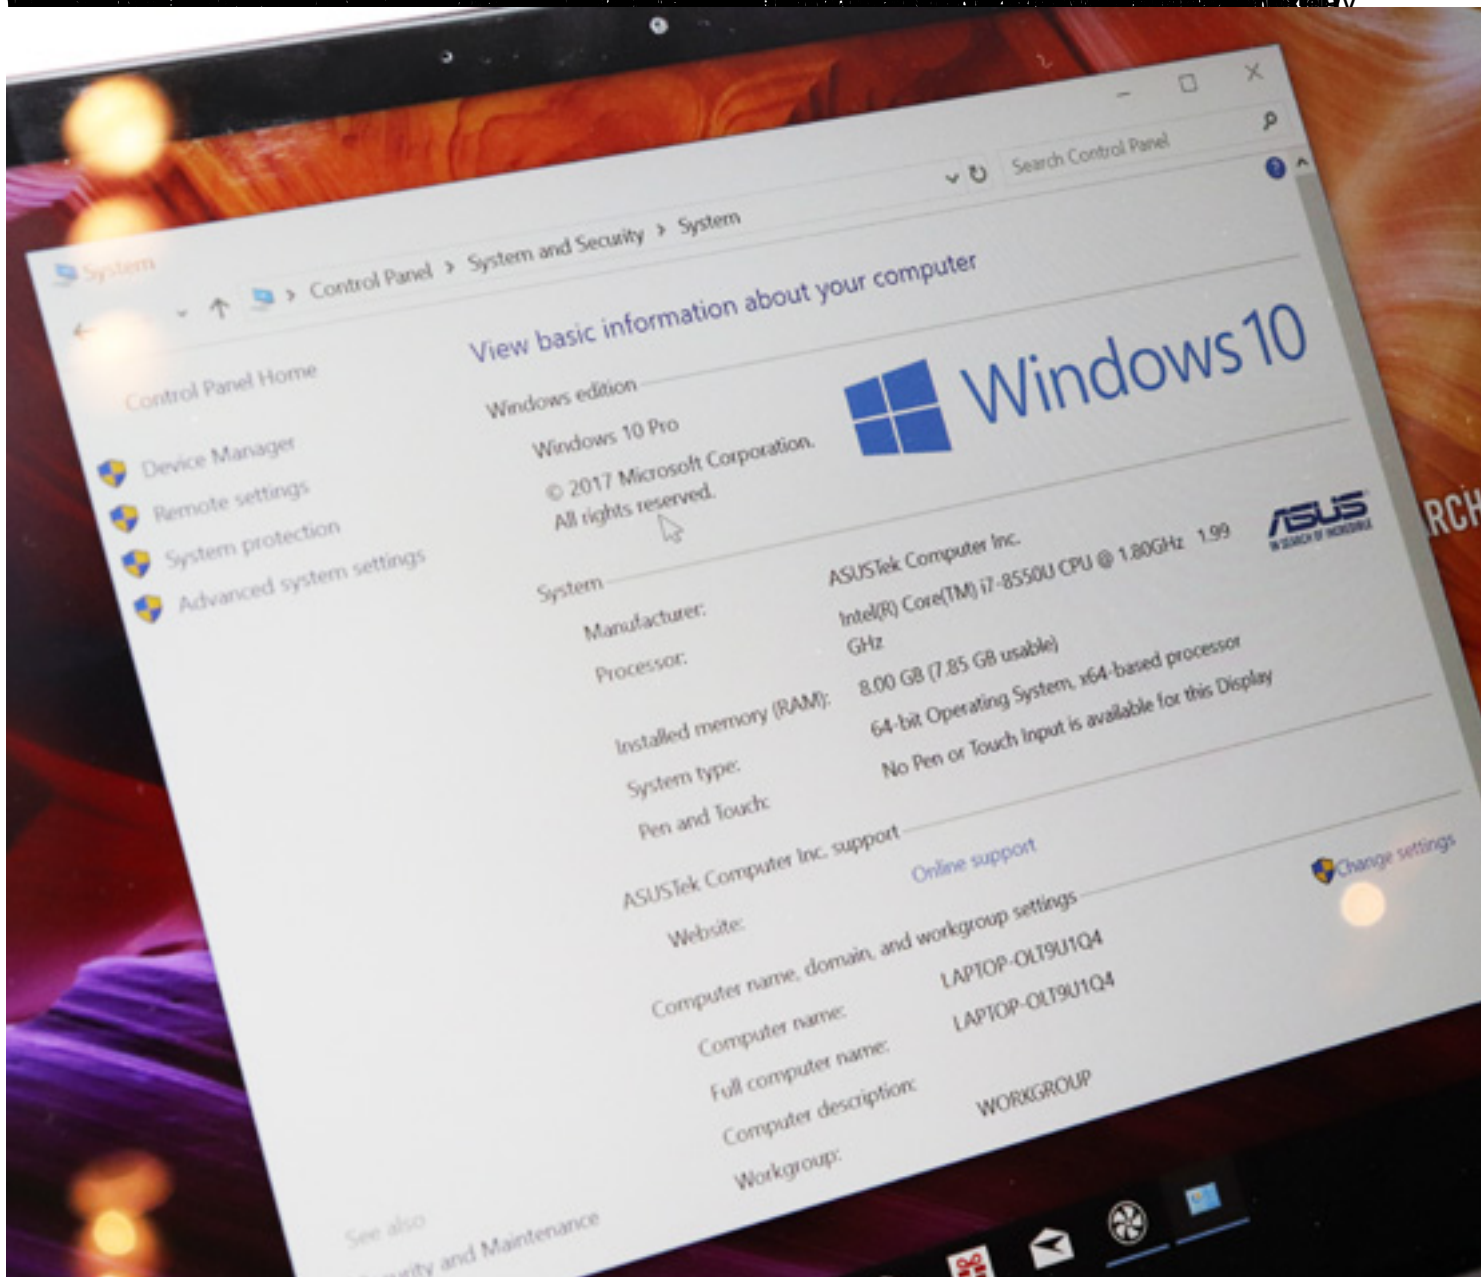 System
Control Panel > System and Security > System
Search Control Panel
Control Panel Home
Device Manager
Remote settings
System protection
Advanced system settings
See also
and Maintenance
View basic information about your computer
Windows edition
Windows 10 Pro
© 2017 Microsoft Corporation.
All rights reserved.
Windows 10
System
Manufacturer: ASUSTek Computer Inc.
Processor: Intel(R) Core(TM) i7-8550U CPU @ 1.80GHz 1.99
GHz
Installed memory (RAM): 8.00 GB (7.85 GB usable)
System type: 64-bit Operating System, x64-based processor
Pen and Touch: No Pen or Touch Input is available for this Display
ASUS
IN SEARCH OF INCREDIBLE
ASUSTek Computer Inc. support
Website: Online support
Computer name, domain, and workgroup settings
Computer name: LAPTOP-OLT9U1Q4
Change settings
Full computer name: LAPTOP-OLT9U1Q4
Computer description:
Workgroup: WORKGROUP